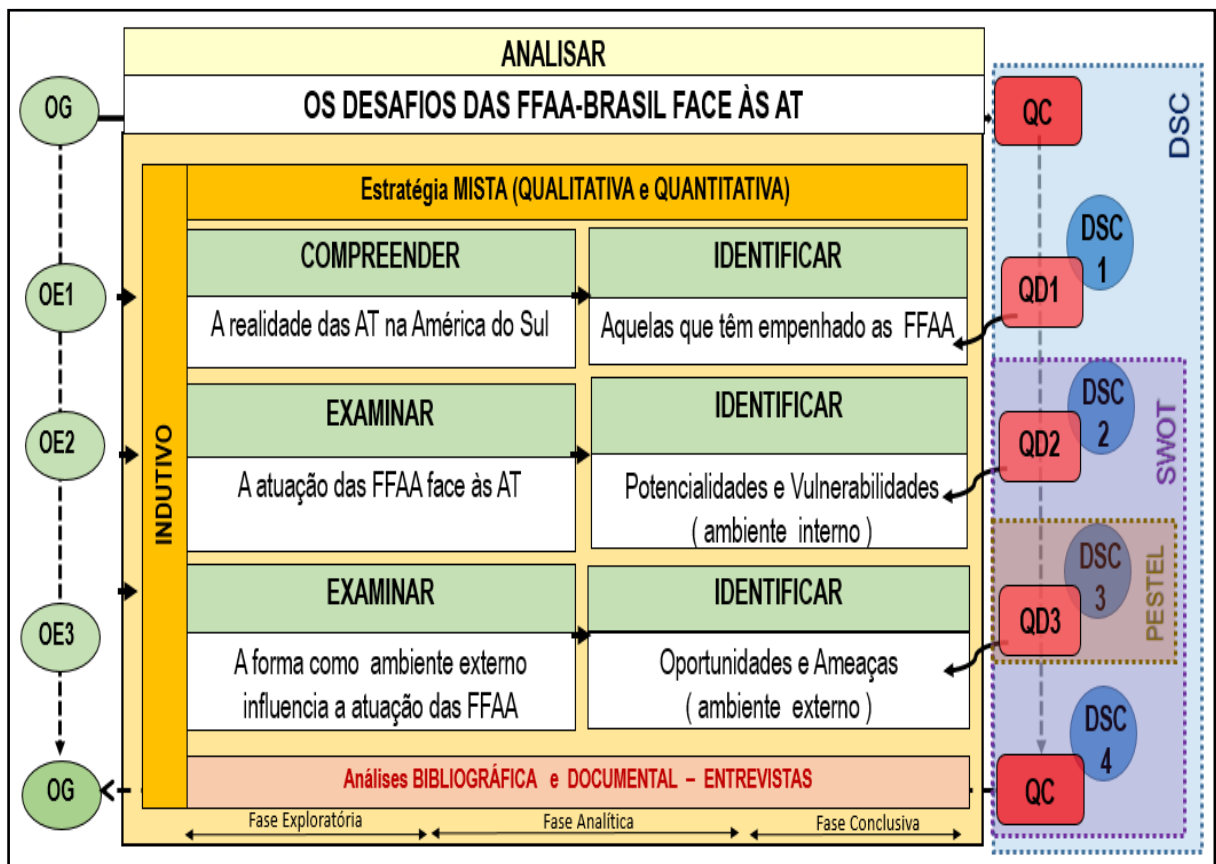 ANALISAR
OG
OS DESAFIOS DAS FFAA-BRASIL FACE ÀS AT
QC
DSC
INDUTIVO
Estratégia MISTA (QUALITATIVA e QUANTITATIVA)
OE1
COMPREENDER
A realidade das AT na América do Sul
IDENTIFICAR
Aquelas que têm empenhado as FFAA
DSC
1
QD1
OE2
EXAMINAR
A atuação das FFAA face às AT
IDENTIFICAR
Potencialidades e Vulnerabilidades
( ambiente interno )
DSC
2
QD2
SWOT
OE3
EXAMINAR
A forma como ambiente externo
influencia a atuação das FFAA
IDENTIFICAR
Oportunidades e Ameaças
( ambiente externo )
DSC
3
QD3
PESTEL
OG
Análises BIBLIOGRÁFICA e DOCUMENTAL – ENTREVISTAS
DSC
4
QC
Fase Exploratória
Fase Analítica
Fase Conclusiva